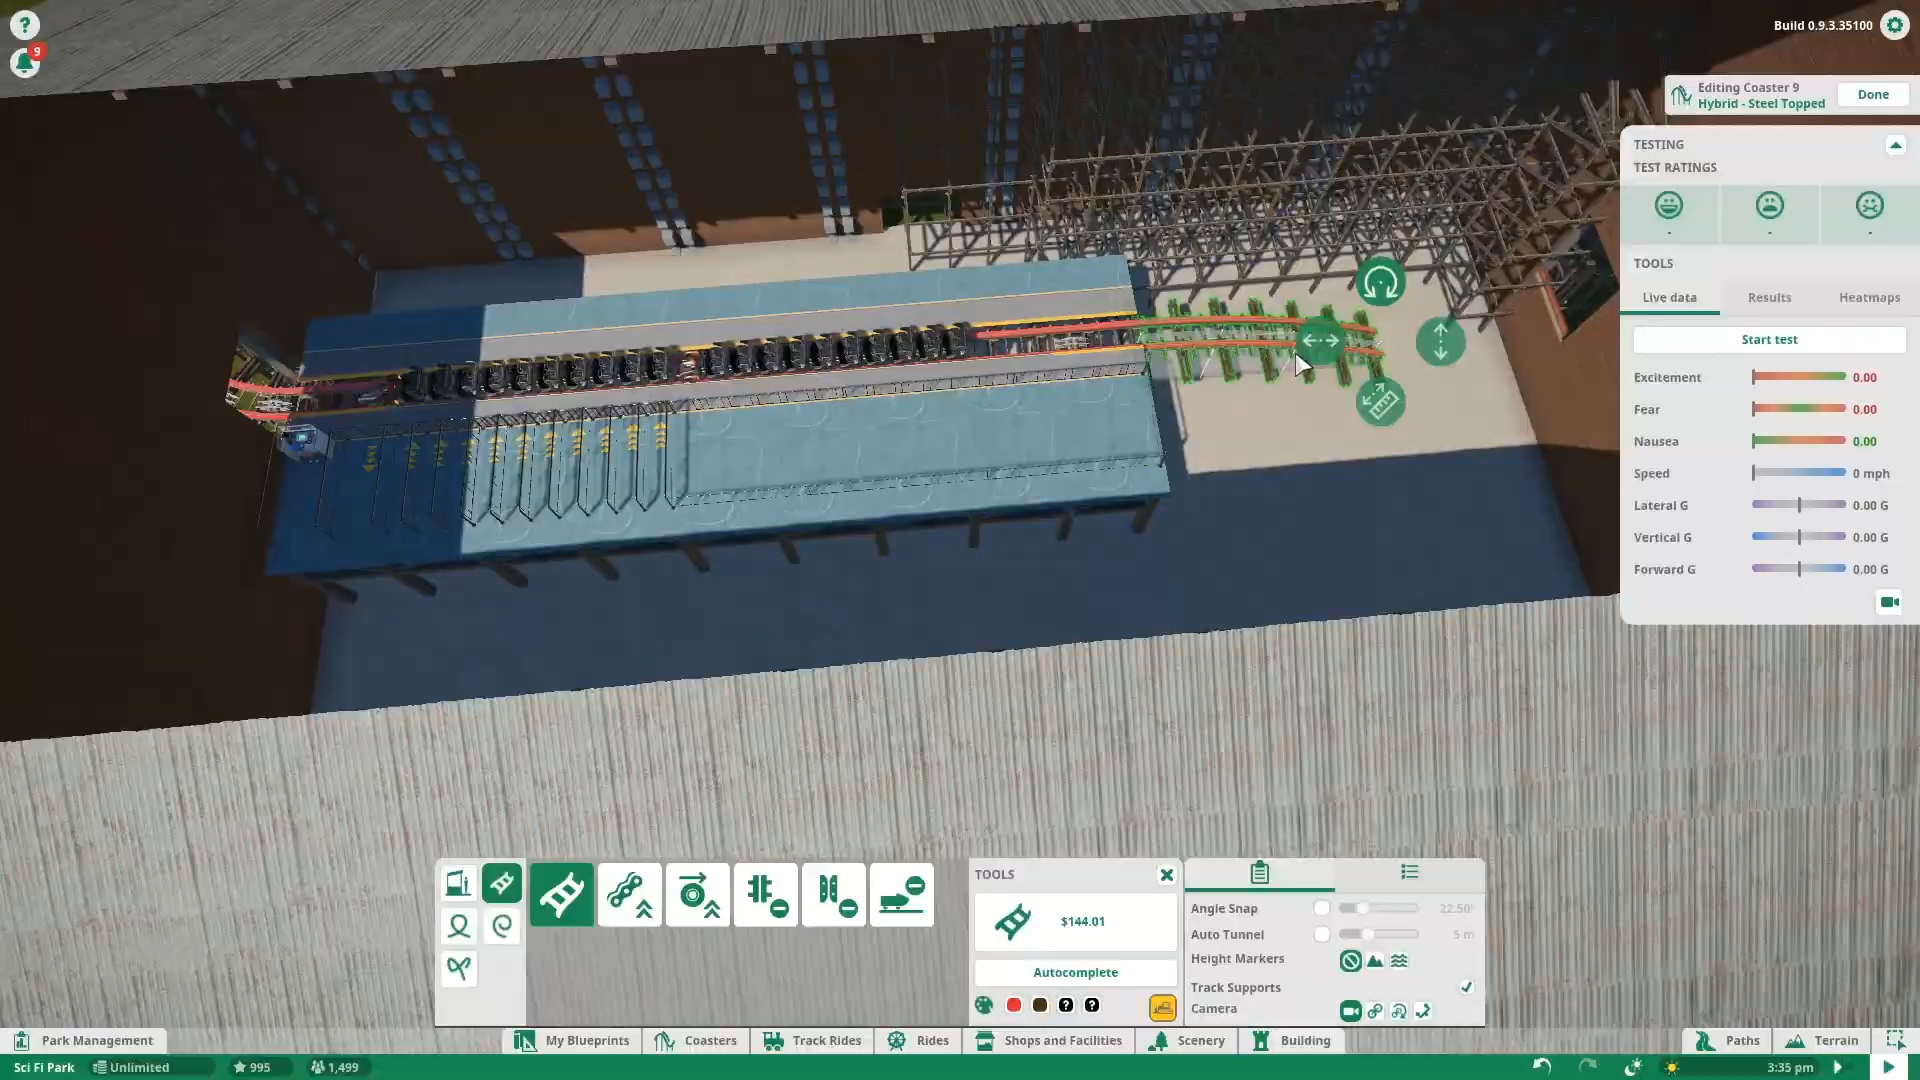 ?
9
Build 0.9.3.35100
Editing Coaster 9
Hybrid - Steel Topped
Done
TESTING
TEST RATINGS
- - -
TOOLS
Live data Results Heatmaps
Start test
Excitement 0.00
Fear 0.00
Nausea 0.00
Speed 0 mph
Lateral G 0.00 G
Vertical G 0.00 G
Forward G 0.00 G
TOOLS
$144.01
Autocomplete
? ?
Angle Snap 22.50°
Auto Tunnel 5 m
Height Markers
Track Supports
Camera
Park Management My Blueprints Coasters Track Rides Rides Shops and Facilities Scenery Building Paths Terrain
Sci Fi Park Unlimited 995 1,499 3:35 pm